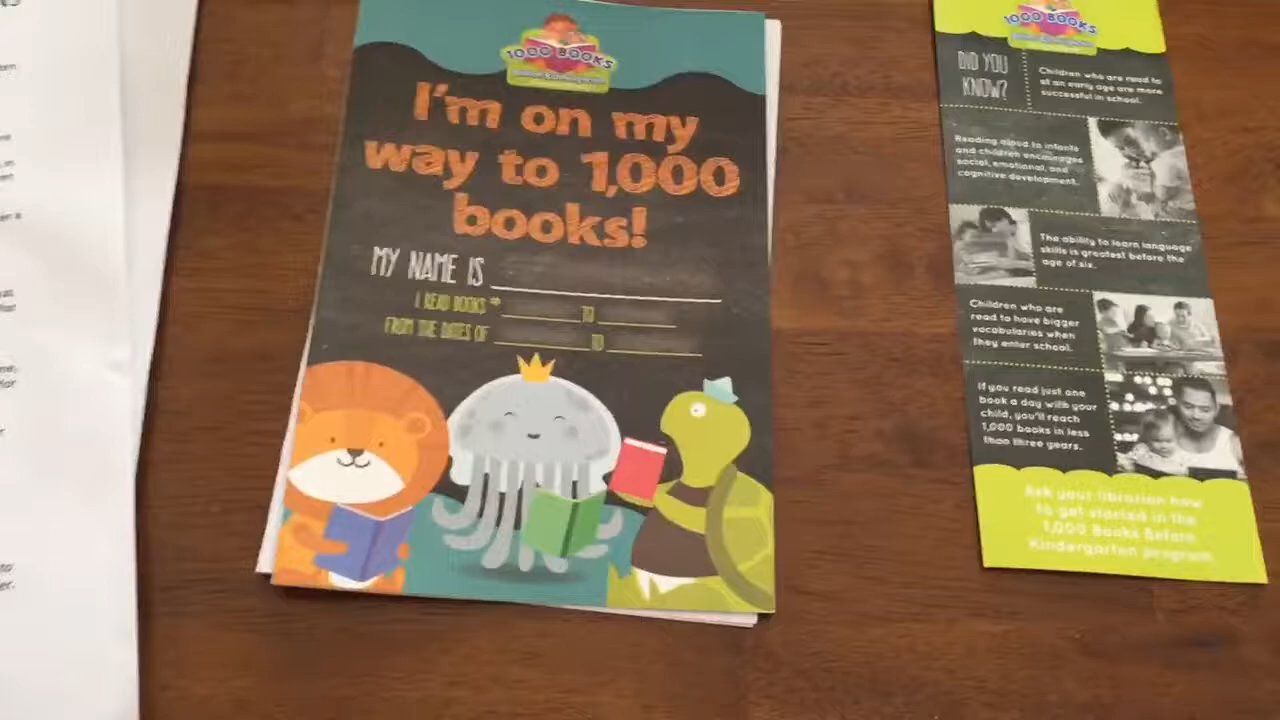 1000 BOOKS
Before Kindergarten
I'm on my
way to 1,000
books!
MY NAME IS
I READ BOOKS # TO
FROM THE DATES OF TO
1000 BOOKS
DID YOU
KNOW?
Children who are read to
at an early age are more
successful in school.
Reading aloud to infants
and children encourages
social, emotional, and
cognitive development.
The ability to learn language
skills is greatest before the
age of six.
Children who are
read to have bigger
vocabularies when
they enter school.
If you read just one
book a day with your
child, you'll reach
1,000 books in less
than three years.
Ask your librarian how
to get started in the
1,000 Books Before
Kindergarten program.